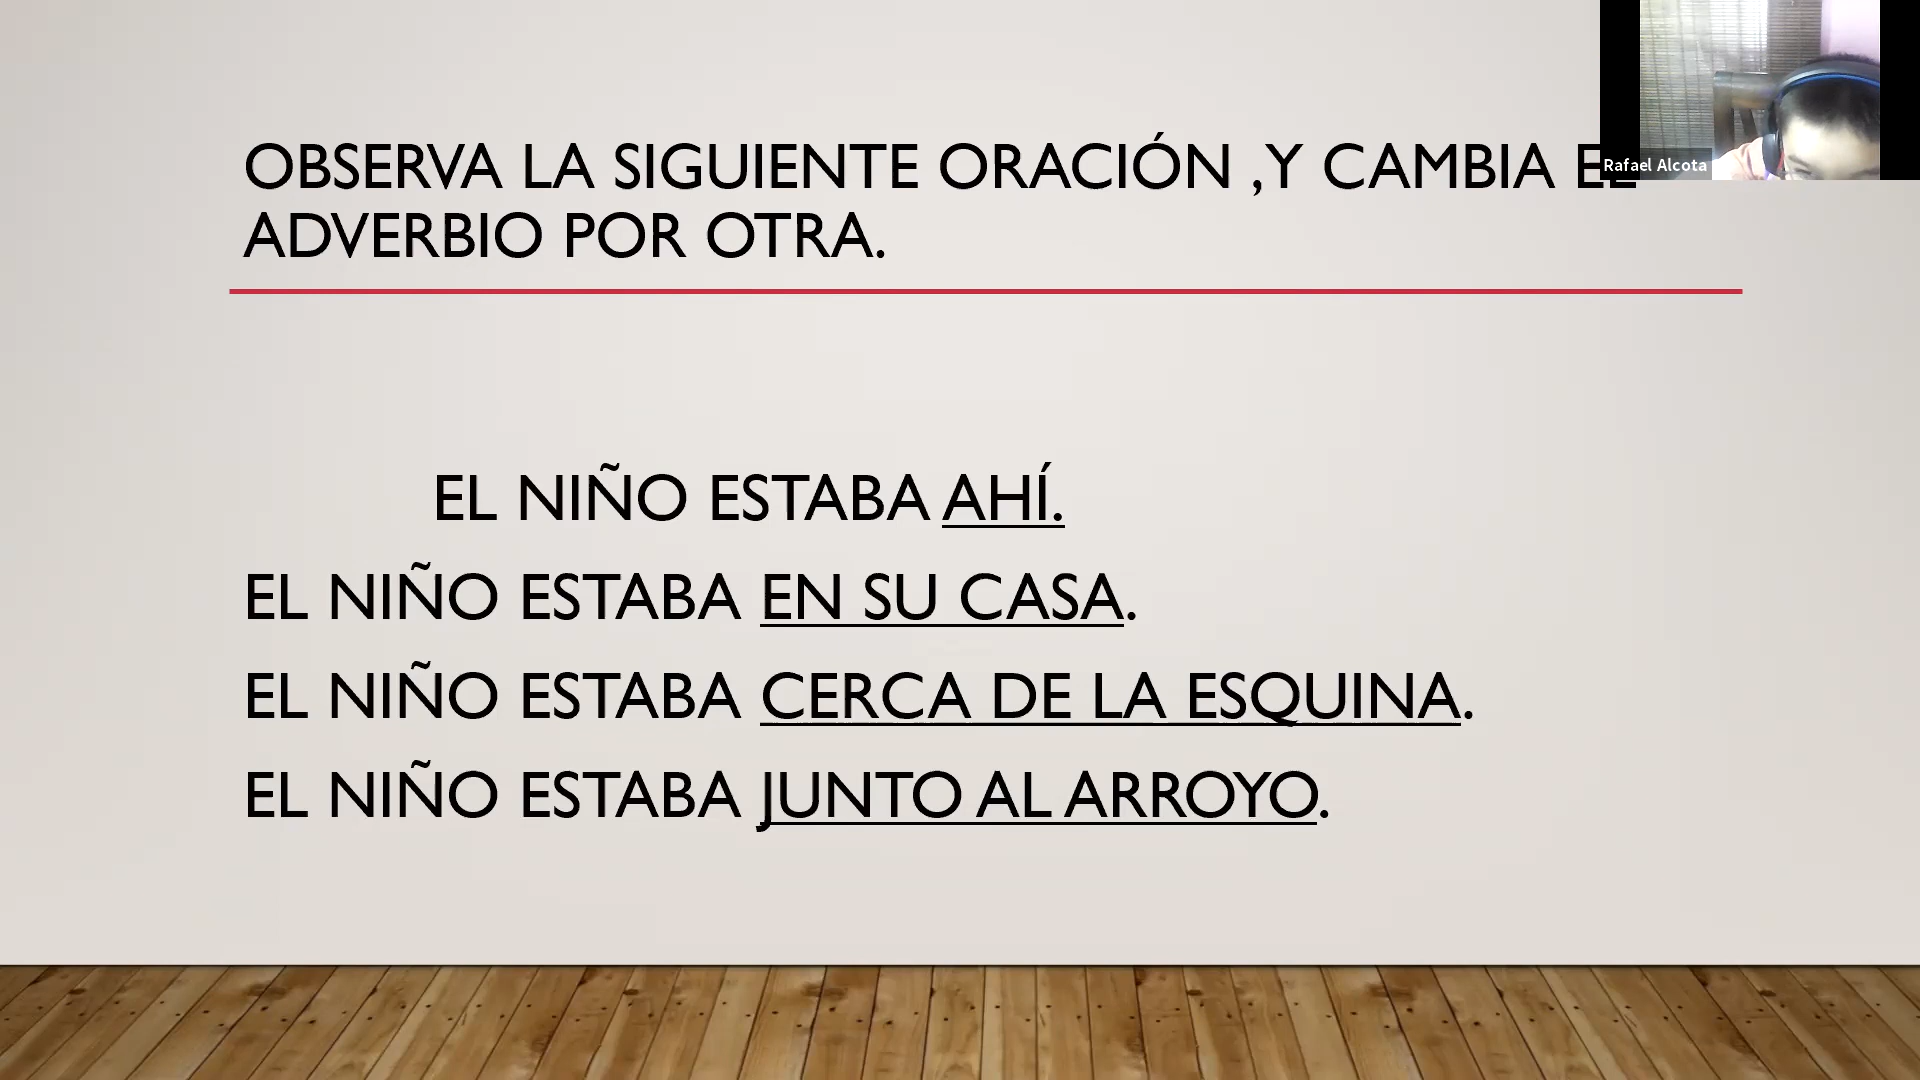 OBSERVA LA SIGUIENTE ORACIÓN ,Y CAMBIA EL
Rafael Alcota
ADVERBIO POR OTRA.
EL NIÑO ESTABA AHÍ.
EL NIÑO ESTABA EN SU CASA.
EL NIÑO ESTABA CERCA DE LA ESQUINA.
EL NIÑO ESTABA JUNTO AL ARROYO.